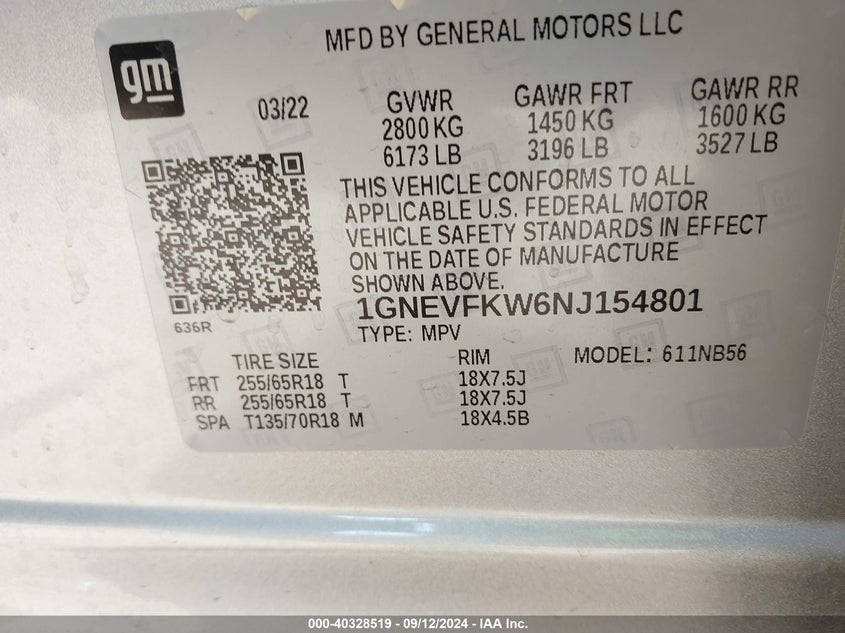 gm
MFD BY GENERAL MOTORS LLC
03/22
GVWR
2800 KG
6173 LB
GAWR FRT
1450 KG
3196 LB
GAWR RR
1600 KG
3527 LB
THIS VEHICLE CONFORMS TO ALL
APPLICABLE U.S. FEDERAL MOTOR
VEHICLE SAFETY STANDARDS IN EFFECT
ON THE DATE OF MANUFACTURE
SHOWN ABOVE.
636R
1GNEVFKW6NJ154801
TYPE: MPV
TIRE SIZE RIM MODEL: 611NB56
FRT 255/65R18 T 18X7.5J
RR 255/65R18 T 18X7.5J
SPA T135/70R18 M 18X4.5B
000-40328519 - 09/12/2024 - IAA Inc.